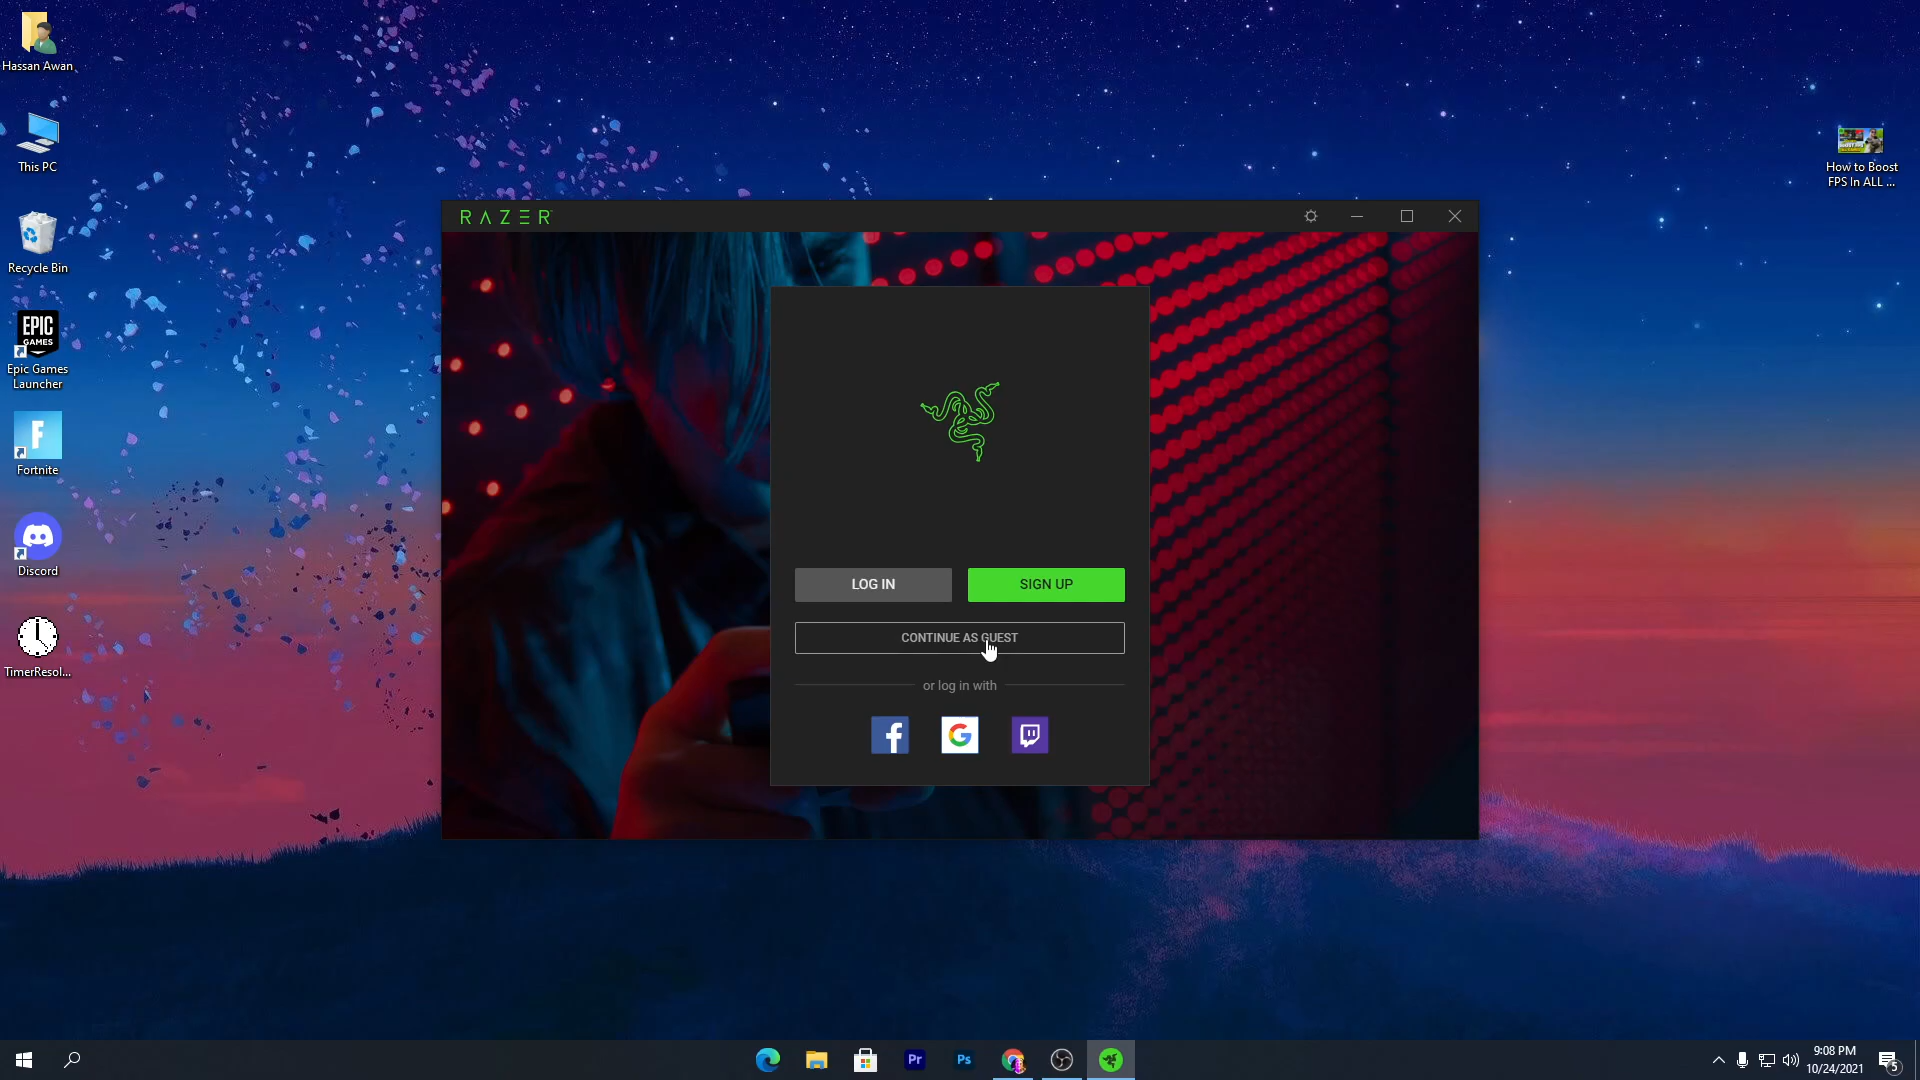 Hassan Awan
This PC
Recycle Bin
EPIC
GAMES
Epic Games
Launcher
F
Fortnite
Discord
TimerResol...
How to Boost
FPS In ALL ...
RAZER
LOG IN
SIGN UP
CONTINUE AS GUEST
or log in with
Pr
Ps
9:08 PM
10/24/2021
5